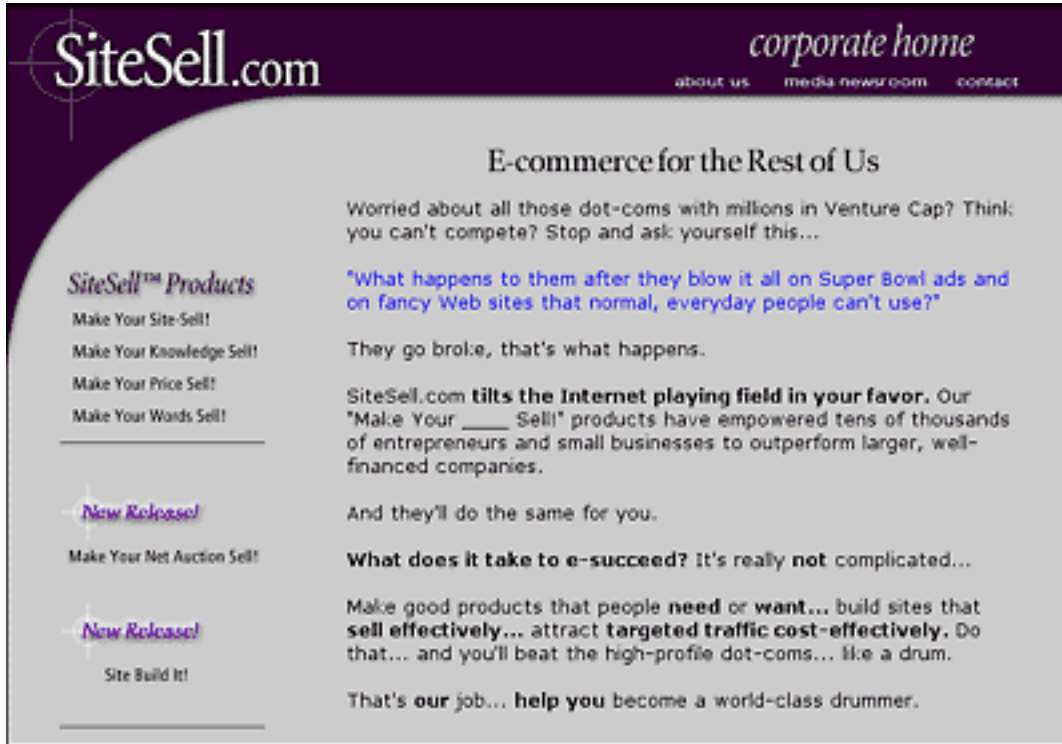 SiteSell.com
corporate home
about us media newsroom contact
E-commerce for the Rest of Us
Worried about all those dot-coms with millions in Venture Cap? Think
you can't compete? Stop and ask yourself this...
"What happens to them after they blow it all on Super Bowl ads and
on fancy Web sites that normal, everyday people can't use?"
They go broke, that's what happens.
SiteSell.com tilts the Internet playing field in your favor. Our
"Make Your ____ Sell!" products have empowered tens of thousands
of entrepreneurs and small businesses to outperform larger, well-
financed companies.
And they'll do the same for you.
What does it take to e-succeed? It's really not complicated...
Make good products that people need or want... build sites that
sell effectively... attract targeted traffic cost-effectively. Do
that... and you'll beat the high-profile dot-coms... like a drum.
That's our job... help you become a world-class drummer.
SiteSell™ Products
Make Your Site-Sell!
Make Your Knowledge Sell!
Make Your Price Sell!
Make Your Words Sell!
New Release!
Make Your Net Auction Sell!
New Release!
Site Build It!